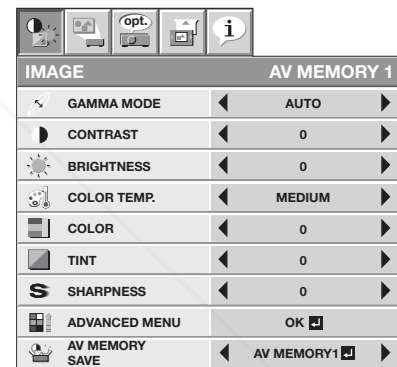 opt.
i
IMAGE AV MEMORY 1
GAMMA MODE AUTO
CONTRAST 0
BRIGHTNESS 0
COLOR TEMP. MEDIUM
COLOR 0
TINT 0
S SHARPNESS 0
ADVANCED MENU OK
AV MEMORY
SAVE AV MEMORY1